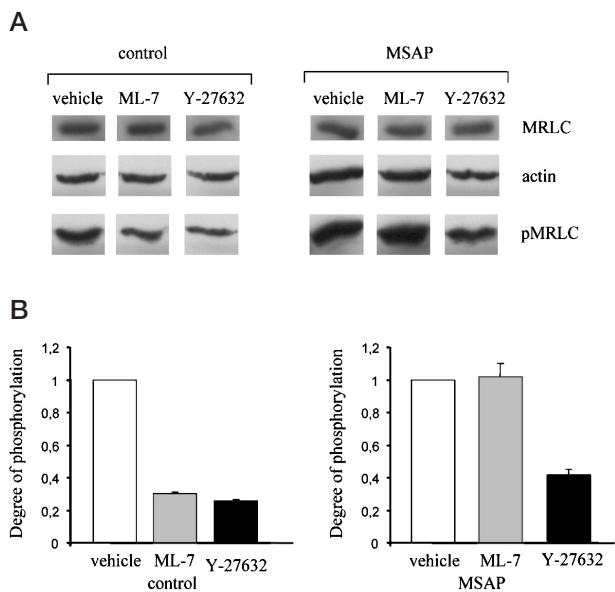 A
control MSAP
vehicle ML-7 Y-27632 vehicle ML-7 Y-27632
MRLC
actin
pMRLC
B
Degree of phosphorylation
1,2
1
0,8
0,6
0,4
0,2
0
vehicle ML-7 Y-27632
control
Degree of phosphorylation
1,2
1
0,8
0,6
0,4
0,2
0
vehicle ML-7 Y-27632
MSAP